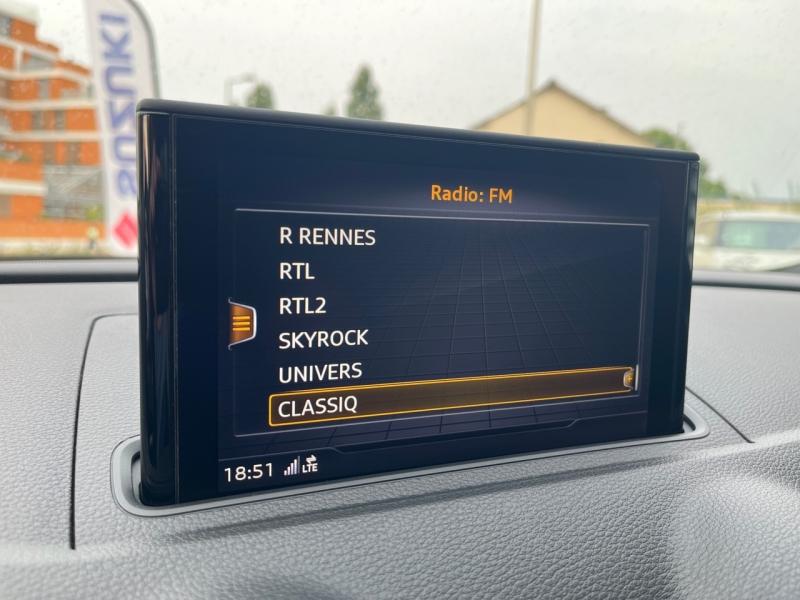 SUZUKI
Radio: FM
R RENNES
RTL
RTL2
SKYROCK
UNIVERS
CLASSIQ
18:51 LTE